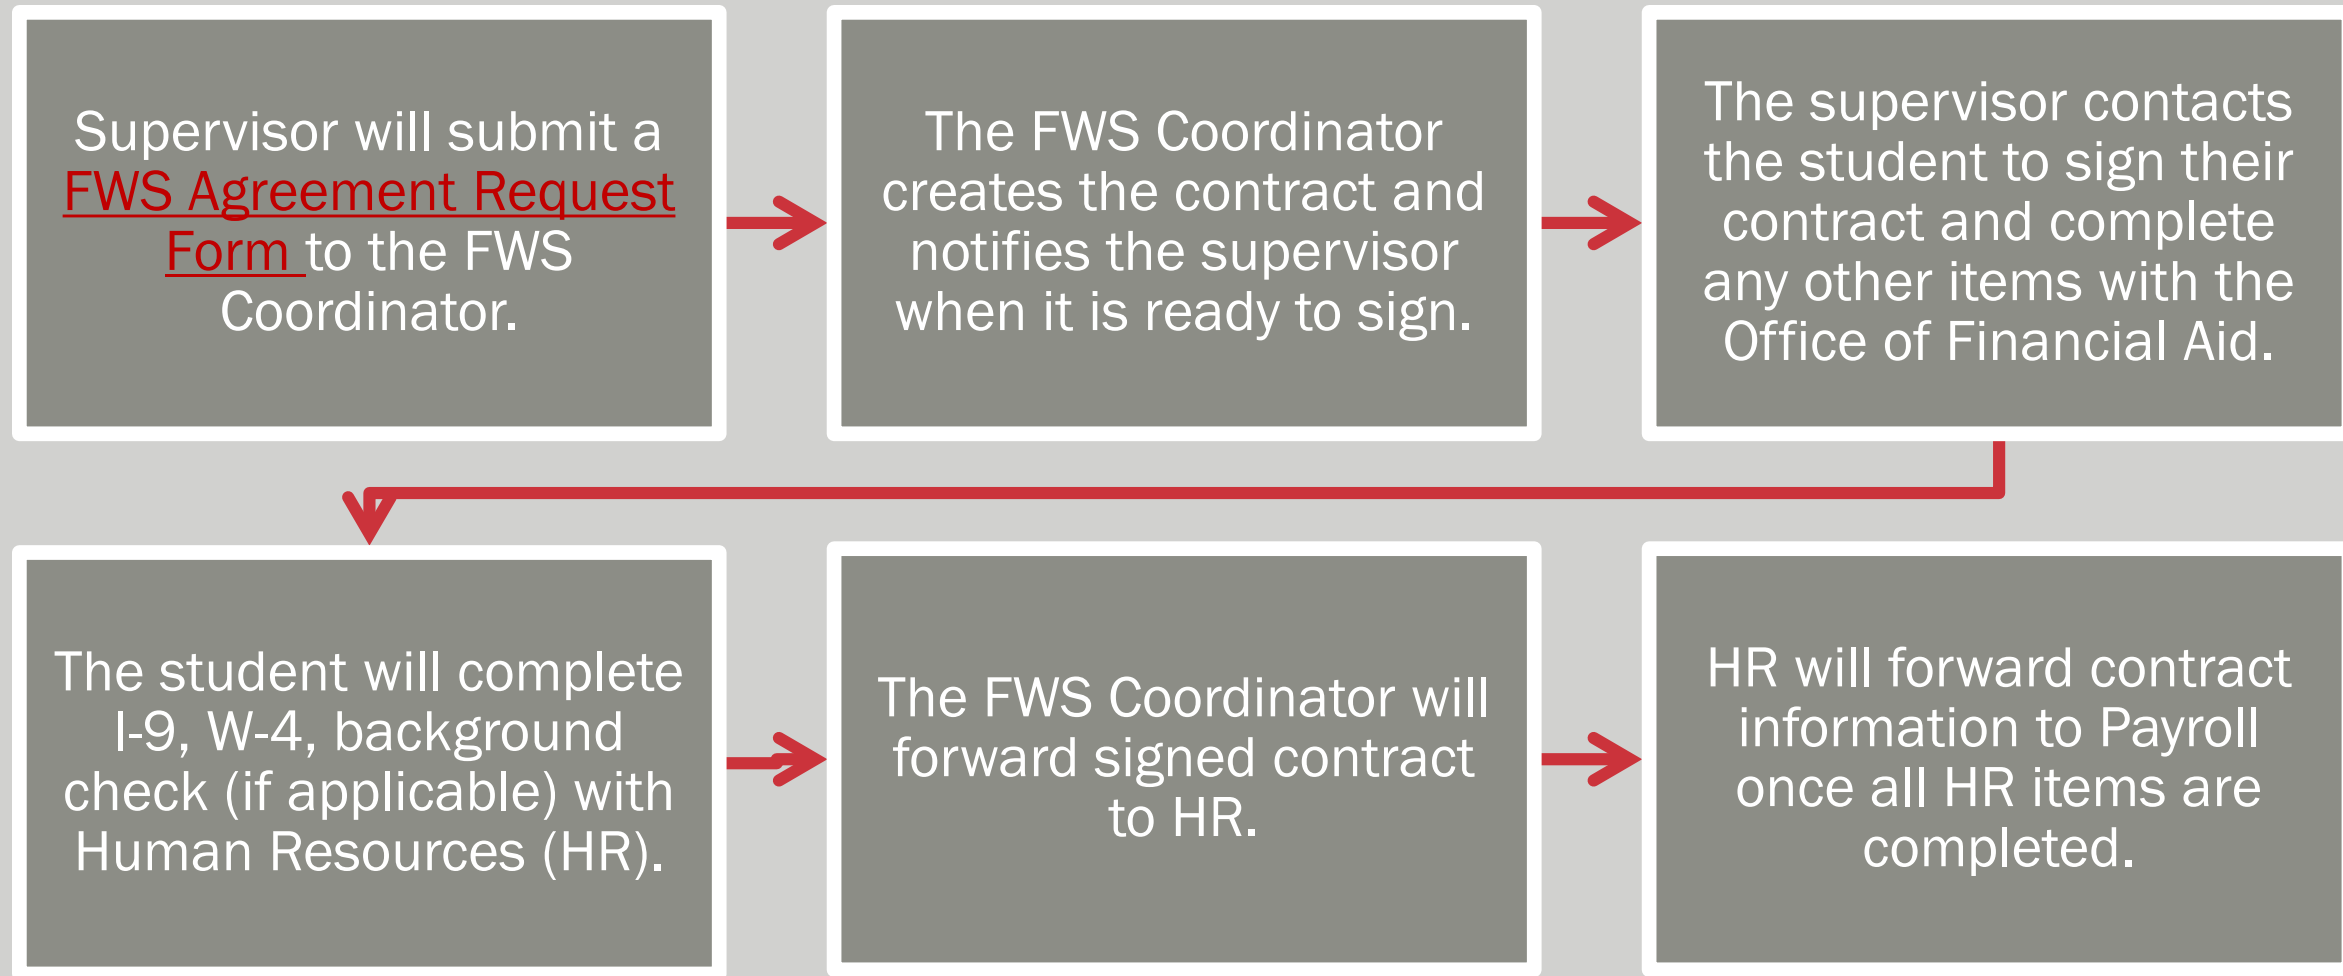 Supervisor will submit a
FWS Agreement Request
Form to the FWS
Coordinator.
The FWS Coordinator
creates the contract and
notifies the supervisor
when it is ready to sign.
The supervisor contacts
the student to sign their
contract and complete
any other items with the
Office of Financial Aid.
The student will complete
I-9, W-4, background
check (if applicable) with
Human Resources (HR).
The FWS Coordinator will
forward signed contract
to HR.
HR will forward contract
information to Payroll
once all HR items are
completed.